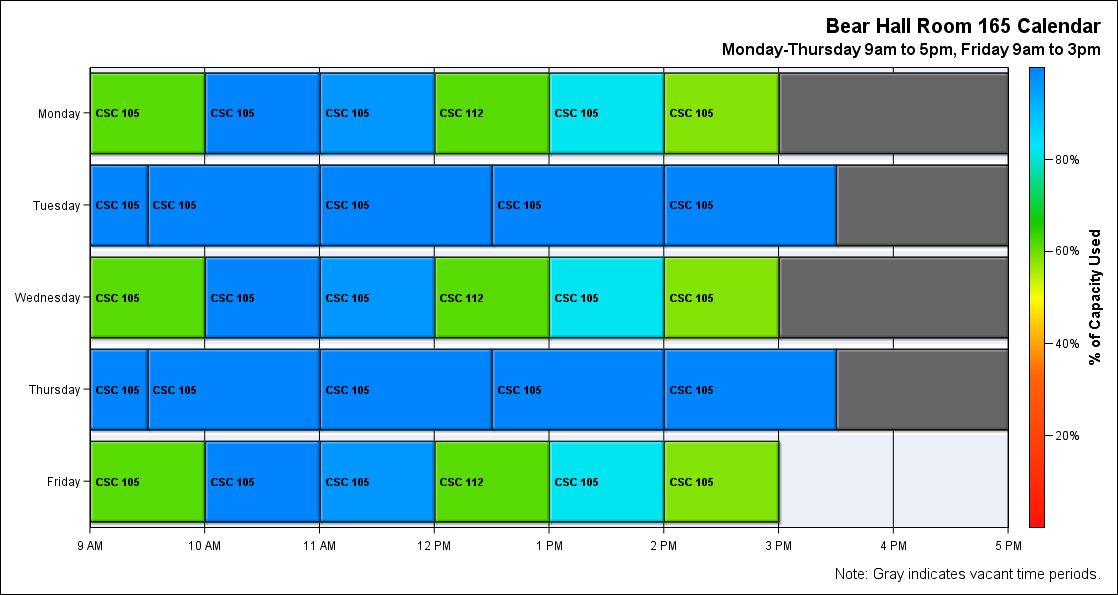 Bear Hall Room 165 Calendar
Monday-Thursday 9am to 5pm, Friday 9am to 3pm
Monday
CSC 105 CSC 105 CSC 105 CSC 112 CSC 105 CSC 105
Tuesday
CSC 105 CSC 105 CSC 105 CSC 105 CSC 105
Wednesday
CSC 105 CSC 105 CSC 105 CSC 112 CSC 105 CSC 105
Thursday
CSC 105 CSC 105 CSC 105 CSC 105 CSC 105
Friday
CSC 105 CSC 105 CSC 105 CSC 112 CSC 105 CSC 105
9 AM 10 AM 11 AM 12 PM 1 PM 2 PM 3 PM 4 PM 5 PM
80%
60%
40%
20%
% of Capacity Used
Note: Gray indicates vacant time periods.